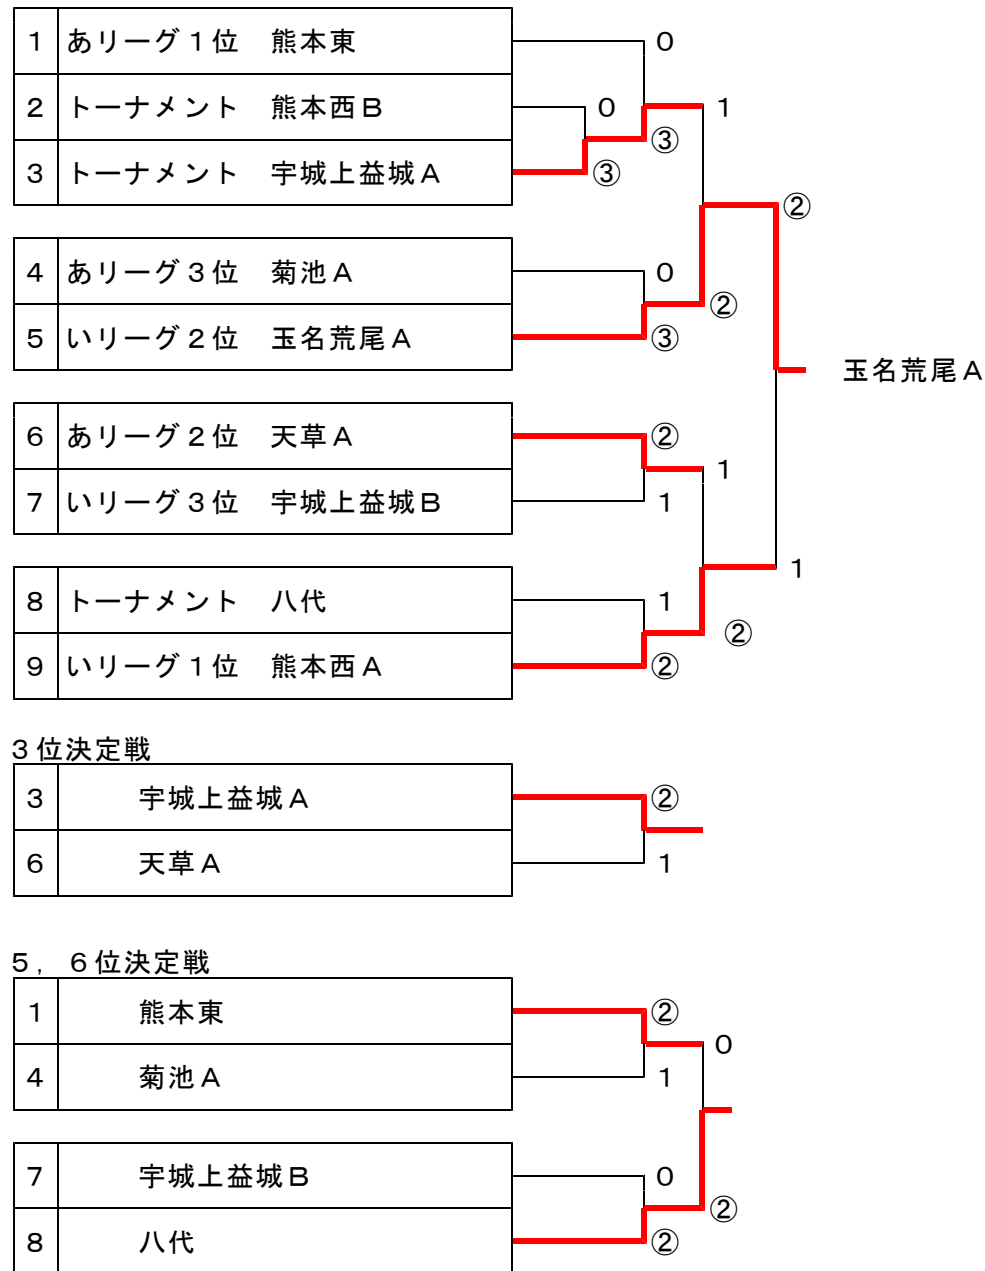 1 あリーグ1位 熊本東 0
2 トーナメント 熊本西B 0 1
③
3 トーナメント 宇城上益城A ③
②
4 あリーグ3位 菊池A 0
②
5 いリーグ2位 玉名荒尾A ③
玉名荒尾A
6 あリーグ2位 天草A ②
1
7 いリーグ3位 宇城上益城B 1
1
8 トーナメント 八代 1
②
9 いリーグ1位 熊本西A ②
3位決定戦
3 宇城上益城A ②
6 天草A 1
5，6位決定戦
1 熊本東 ②
0
4 菊池A 1
7 宇城上益城B 0
②
8 八代 ②